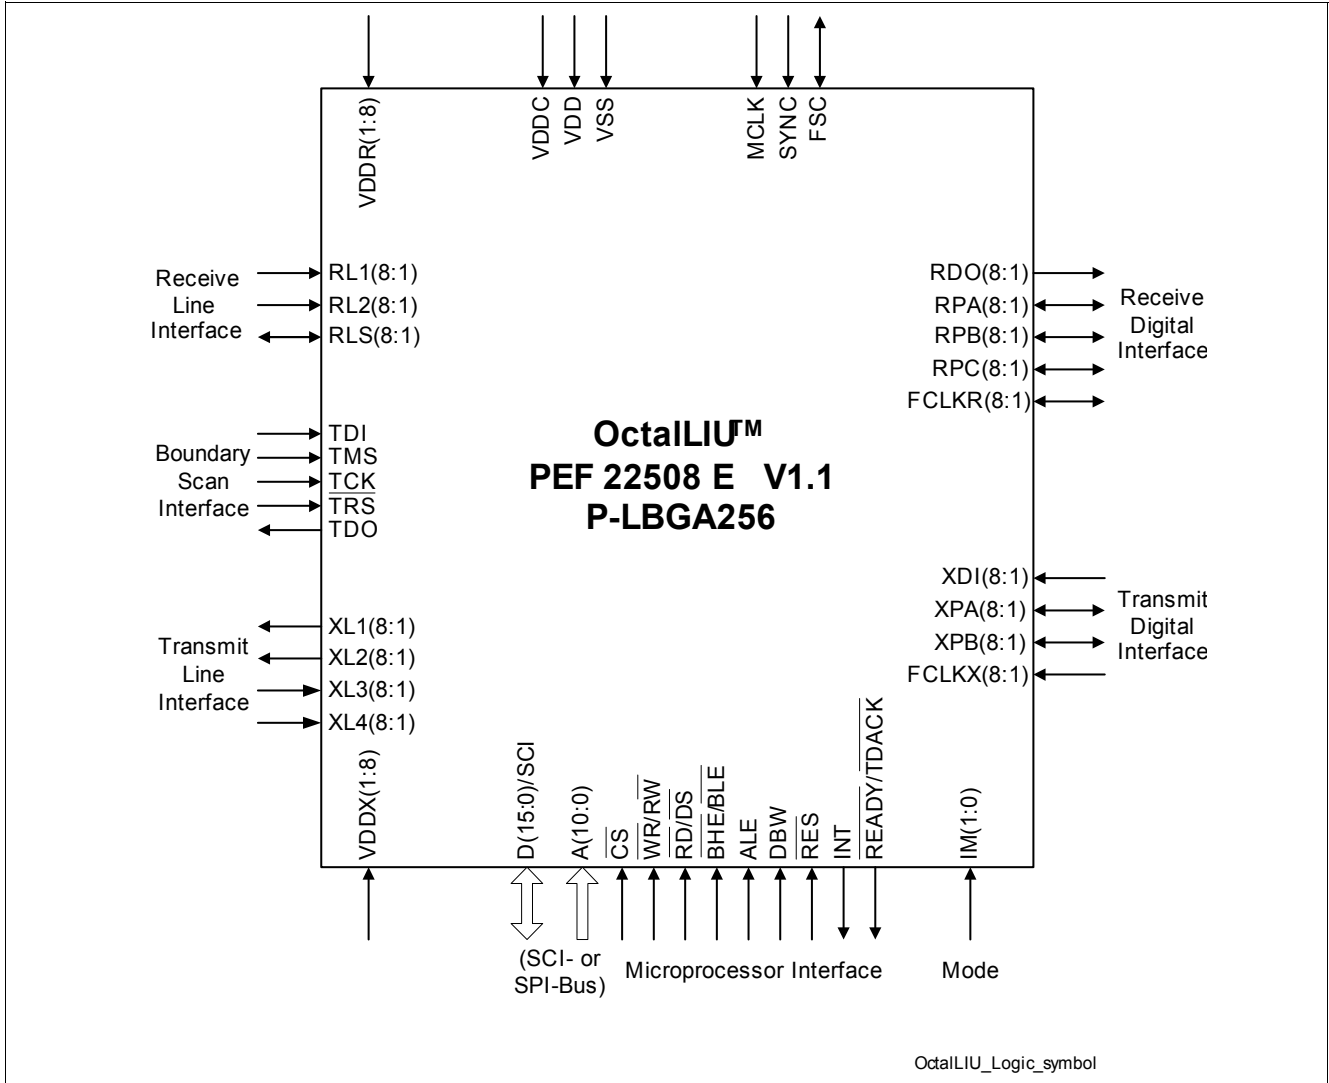 VDDR(1:8)
VDDC
VDD
VSS
MCLK
SYNC
FSC
Receive
Line
Interface
RL1(8:1)
RL2(8:1)
RLS(8:1)
RDO(8:1)
RPA(8:1)
RPB(8:1)
RPC(8:1)
FCLKR(8:1)
Receive
Digital
Interface
Boundary
Scan
Interface
TDI
TMS
TCK
TRS
TDO
OctalLIU™
PEF 22508 E V1.1
P-LBGA256
XDI(8:1)
XPA(8:1)
XPB(8:1)
FCLKX(8:1)
Transmit
Digital
Interface
Transmit
Line
Interface
XL1(8:1)
XL2(8:1)
XL3(8:1)
XL4(8:1)
VDDX(1:8)
D(15:0)/SCI
A(10:0)
CS
WR/RW
RD/DS
BHE/BLE
ALE
DBW
RES
INT
READY/TDACK
IM(1:0)
(SCI- or
SPI-Bus)
Microprocessor Interface
Mode
OctalLIU_Logic_symbol